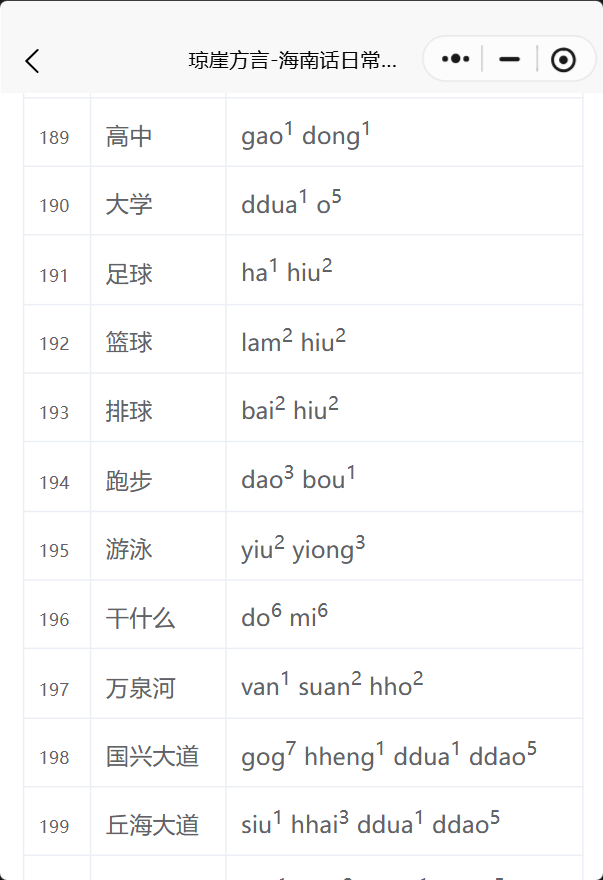 琼崖方言-海南话日常...
189 高中 gao¹ dong¹
190 大学 ddua¹ o⁵
191 足球 ha¹ hiu²
192 篮球 lam² hiu²
193 排球 bai² hiu²
194 跑步 dao³ bou¹
195 游泳 yiu² yiong³
196 干什么 do⁶ mi⁶
197 万泉河 van¹ suan² hho²
198 国兴大道 gog⁷ hheng¹ ddua¹ ddao⁵
199 丘海大道 siu¹ hhai³ ddua¹ ddao⁵